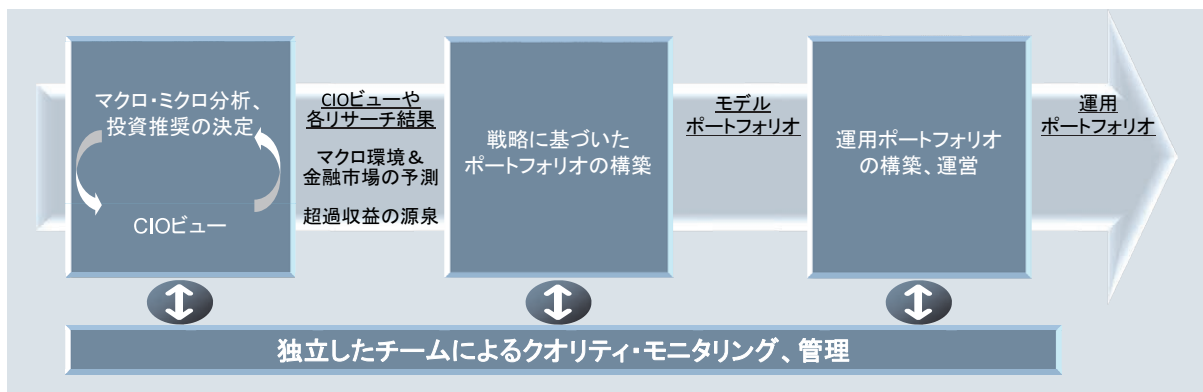 マクロ・ミクロ分析、
投資推奨の決定
CIOビュー
CIOビューや
各リサーチ結果
マクロ環境&
金融市場の予測
超過収益の源泉
戦略に基づいた
ポートフォリオの構築
モデル
ポートフォリオ
運用ポートフォリオ
の構築、運営
運用
ポートフォリオ
独立したチームによるクオリティ・モニタリング、管理